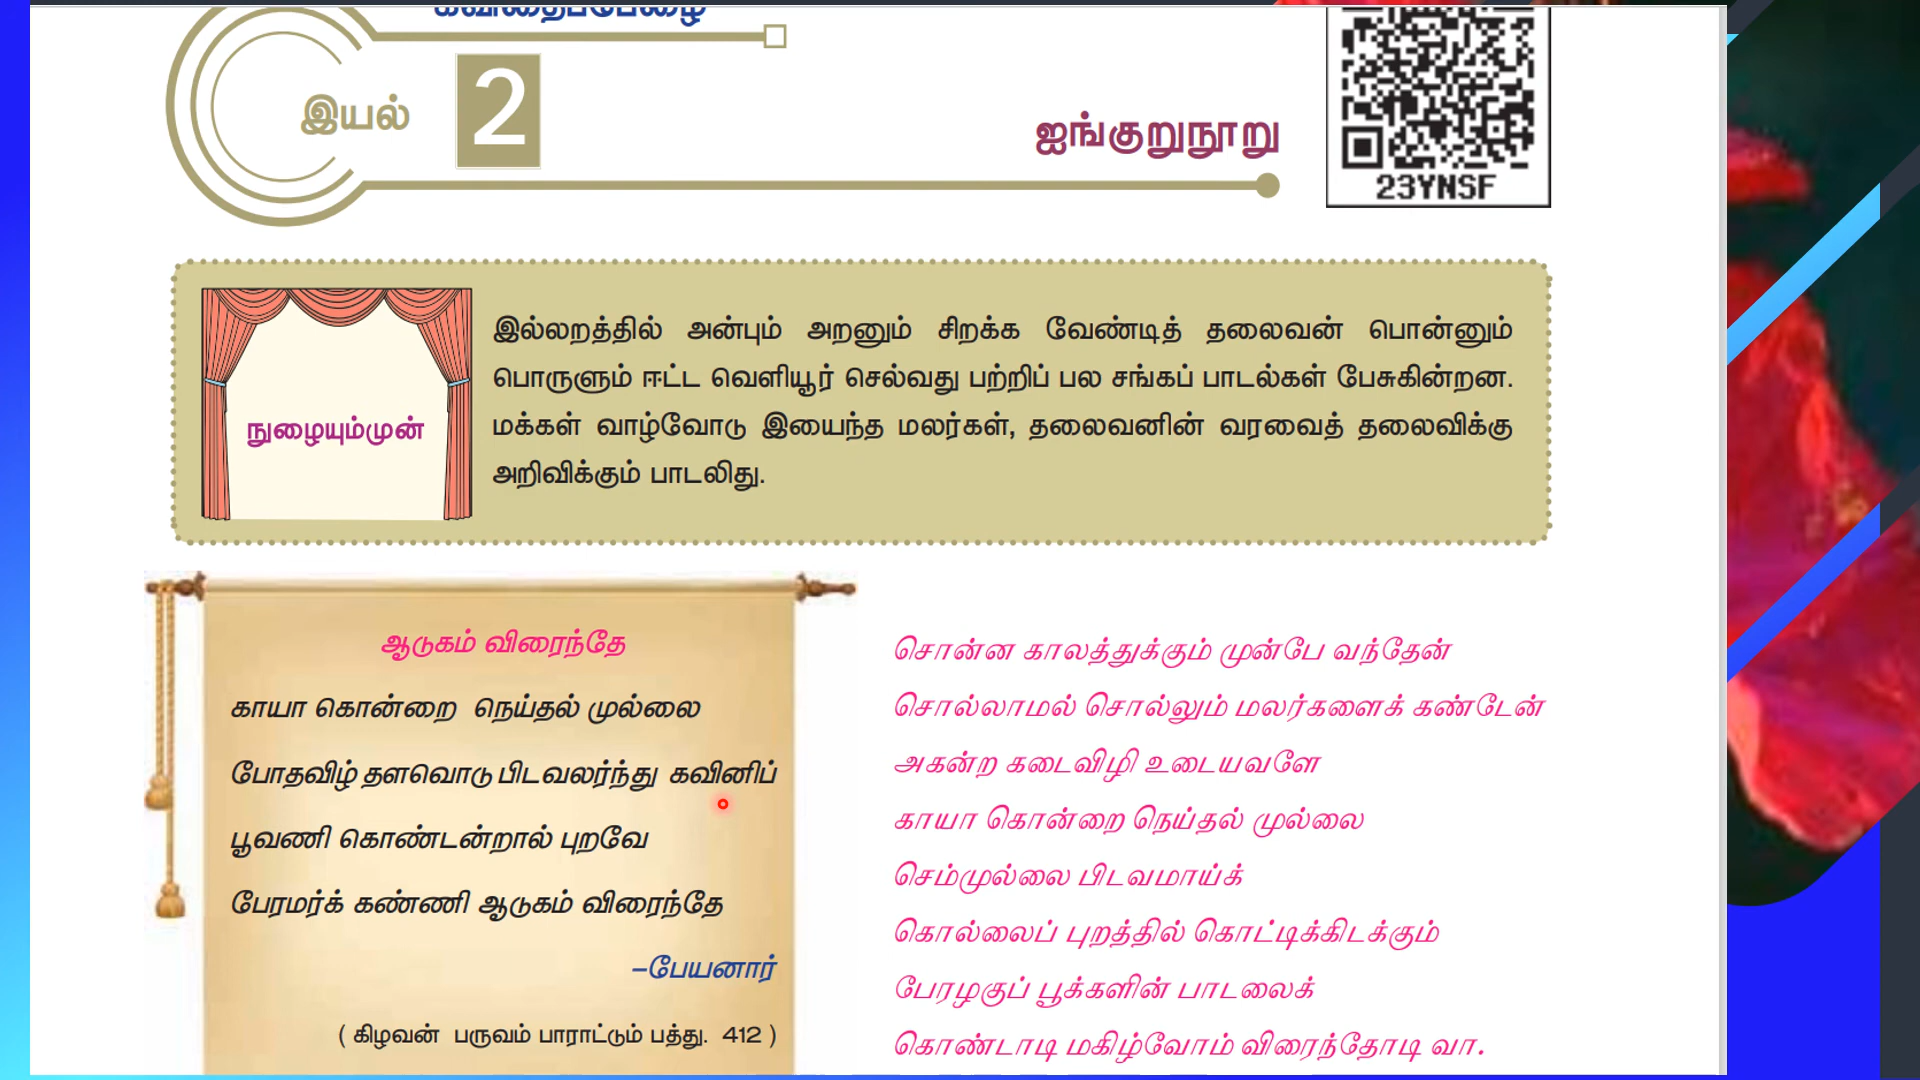 கவிதைப்பேழை
இயல் 2
ஐங்குறுநூறு
23YNSF
நுழையும்முன்
இல்லறத்தில் அன்பும் அறனும் சிறக்க வேண்டித் தலைவன் பொன்னும்
பொருளும் ஈட்ட வெளியூர் செல்வது பற்றிப் பல சங்கப் பாடல்கள் பேசுகின்றன.
மக்கள் வாழ்வோடு இயைந்த மலர்கள், தலைவனின் வரவைத் தலைவிக்கு
அறிவிக்கும் பாடலிது.
ஆடுகம் விரைந்தே
காயா கொன்றை நெய்தல் முல்லை
போதவிழ் தளவொடு பிடவலர்ந்து கவினிப்
பூவணி கொண்டன்றால் புறவே
பேரமர்க் கண்ணி ஆடுகம் விரைந்தே
–பேயனார்
( கிழவன் பருவம் பாராட்டும் பத்து. 412 )
சொன்ன காலத்துக்கும் முன்பே வந்தேன்
சொல்லாமல் சொல்லும் மலர்களைக் கண்டேன்
அகன்ற கடைவிழி உடையவளே
காயா கொன்றை நெய்தல் முல்லை
செம்முல்லை பிடவமாய்க்
கொல்லைப் புறத்தில் கொட்டிக்கிடக்கும்
பேரழகுப் பூக்களின் பாடலைக்
கொண்டாடி மகிழ்வோம் விரைந்தோடி வா.